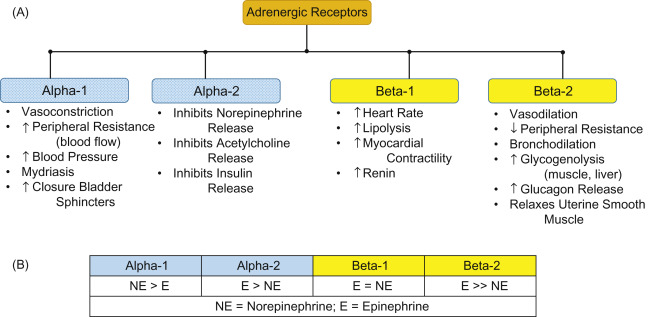 (A)
Adrenergic Receptors
Alpha-1
• Vasoconstriction
• ↑ Peripheral Resistance
(blood flow)
• ↑ Blood Pressure
• Mydriasis
• ↑ Closure Bladder
Sphincters
Alpha-2
• Inhibits Norepinephrine
Release
• Inhibits Acetylcholine
Release
• Inhibits Insulin
Release
Beta-1
• ↑ Heart Rate
• ↑ Lipolysis
• ↑ Myocardial
Contractility
• ↑ Renin
Beta-2
• Vasodilation
• ↓ Peripheral Resistance
• Bronchodilation
• ↑ Glycogenolysis
(muscle, liver)
• ↑ Glucagon Release
• Relaxes Uterine Smooth
Muscle
(B)
Alpha-1 Alpha-2 Beta-1 Beta-2
NE > E E > NE E = NE E >> NE
NE = Norepinephrine; E = Epinephrine